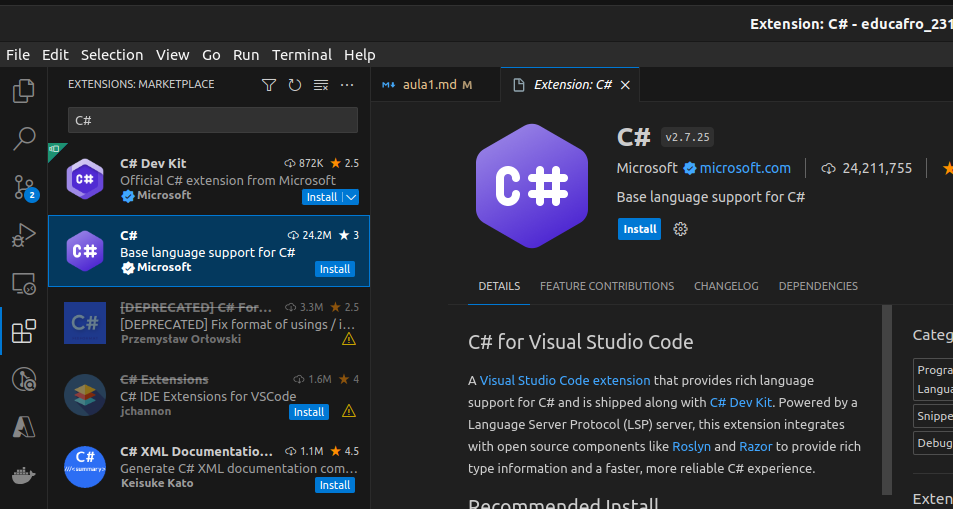 Extension: C# - educafro_231
File Edit Selection View Go Run Terminal Help
EXTENSIONS: MARKETPLACE
C#
C# Dev Kit 872K 2.5
Official C# extension from Microsoft
Microsoft Install
C# 24.2M 3
Base language support for C#
Microsoft Install
C# [DEPRECATED] C# For... 3.3M 2.5
[DEPRECATED] Fix format of usings / i...
Przemysław Orłowski
C# Extensions 1.6M 4
C# IDE Extensions for VSCode
jchannon Install
C# XML Documentatio... 1.1M 4.5
Generate C# XML documentation com...
Keisuke Kato Install
C#
///<summary>
2
aula1.md M Extension: C#
C#
C# v2.7.25
Microsoft microsoft.com 24,211,755
Base language support for C#
Install
DETAILS FEATURE CONTRIBUTIONS CHANGELOG DEPENDENCIES
C# for Visual Studio Code
A Visual Studio Code extension that provides rich language
support for C# and is shipped along with C# Dev Kit. Powered by a
Language Server Protocol (LSP) server, this extension integrates
with open source components like Roslyn and Razor to provide rich
type information and a faster, more reliable C# experience.
Recommended Install
Categ
Progra
Langua
Snippe
Debug
Exten